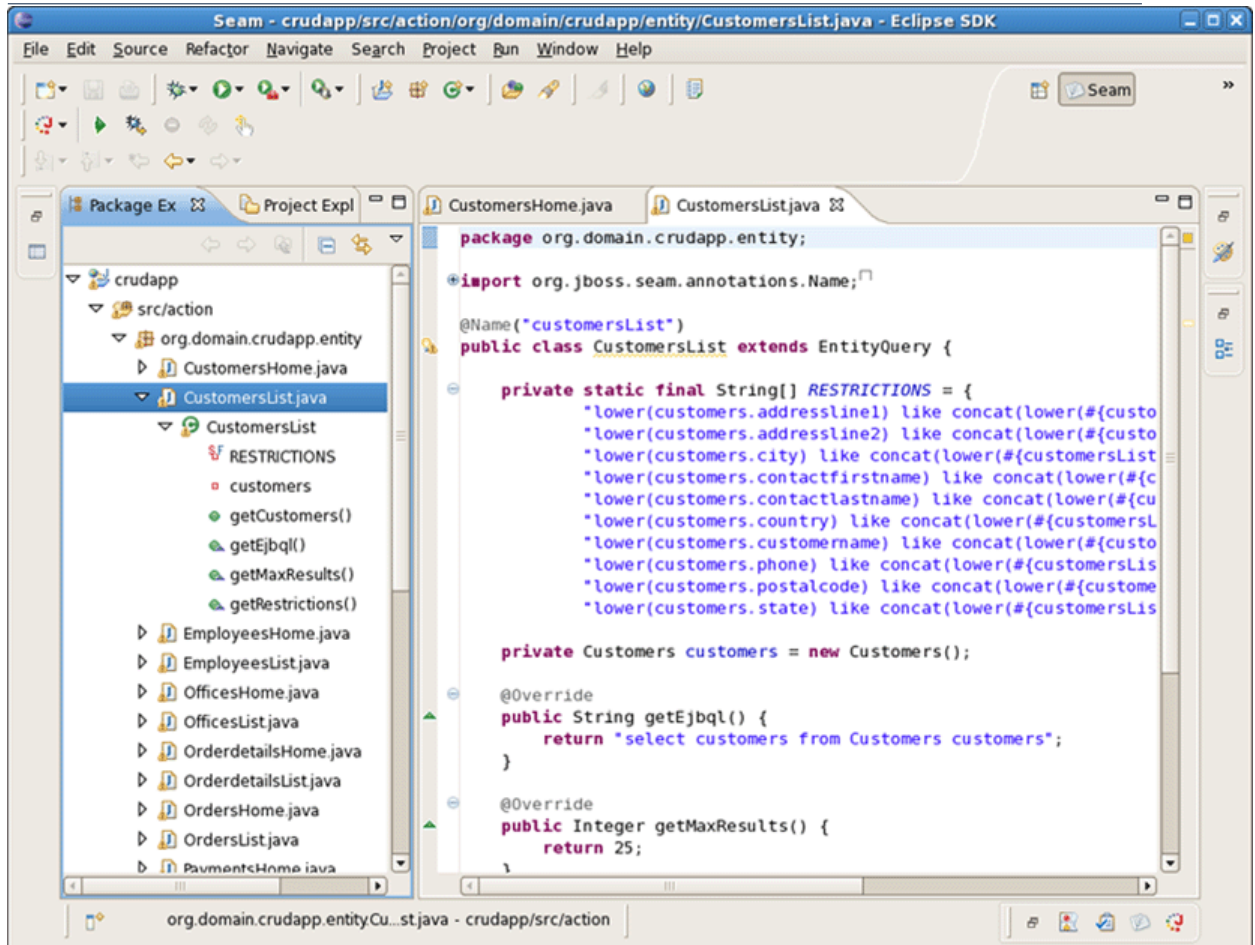 Seam - crudapp/src/action/org/domain/crudapp/entity/CustomersList.java - Eclipse SDK
File Edit Source Refactor Navigate Search Project Run Window Help
Seam »
Package Ex Project Expl
crudapp
src/action
org.domain.crudapp.entity
CustomersHome.java
CustomersList.java
CustomersList
RESTRICTIONS
customers
getCustomers()
getEjbql()
getMaxResults()
getRestrictions()
EmployeesHome.java
EmployeesList.java
OfficesHome.java
OfficesList.java
OrderdetailsHome.java
OrderdetailsList.java
OrdersHome.java
OrdersList.java
PaymentsHome.java
CustomersHome.java CustomersList.java
package org.domain.crudapp.entity;
import org.jboss.seam.annotations.Name;
@Name("customersList")
public class CustomersList extends EntityQuery {
private static final String[] RESTRICTIONS = {
"lower(customers.addressline1) like concat(lower(#{custo
"lower(customers.addressline2) like concat(lower(#{custo
"lower(customers.city) like concat(lower(#{customersList
"lower(customers.contactfirstname) like concat(lower(#{c
"lower(customers.contactlastname) like concat(lower(#{cu
"lower(customers.country) like concat(lower(#{customersL
"lower(customers.customername) like concat(lower(#{custo
"lower(customers.phone) like concat(lower(#{customersLis
"lower(customers.postalcode) like concat(lower(#{custome
"lower(customers.state) like concat(lower(#{customersLis
private Customers customers = new Customers();
@Override
public String getEjbql() {
return "select customers from Customers customers";
}
@Override
public Integer getMaxResults() {
return 25;
}
org.domain.crudapp.entity.Cu...st.java - crudapp/src/action